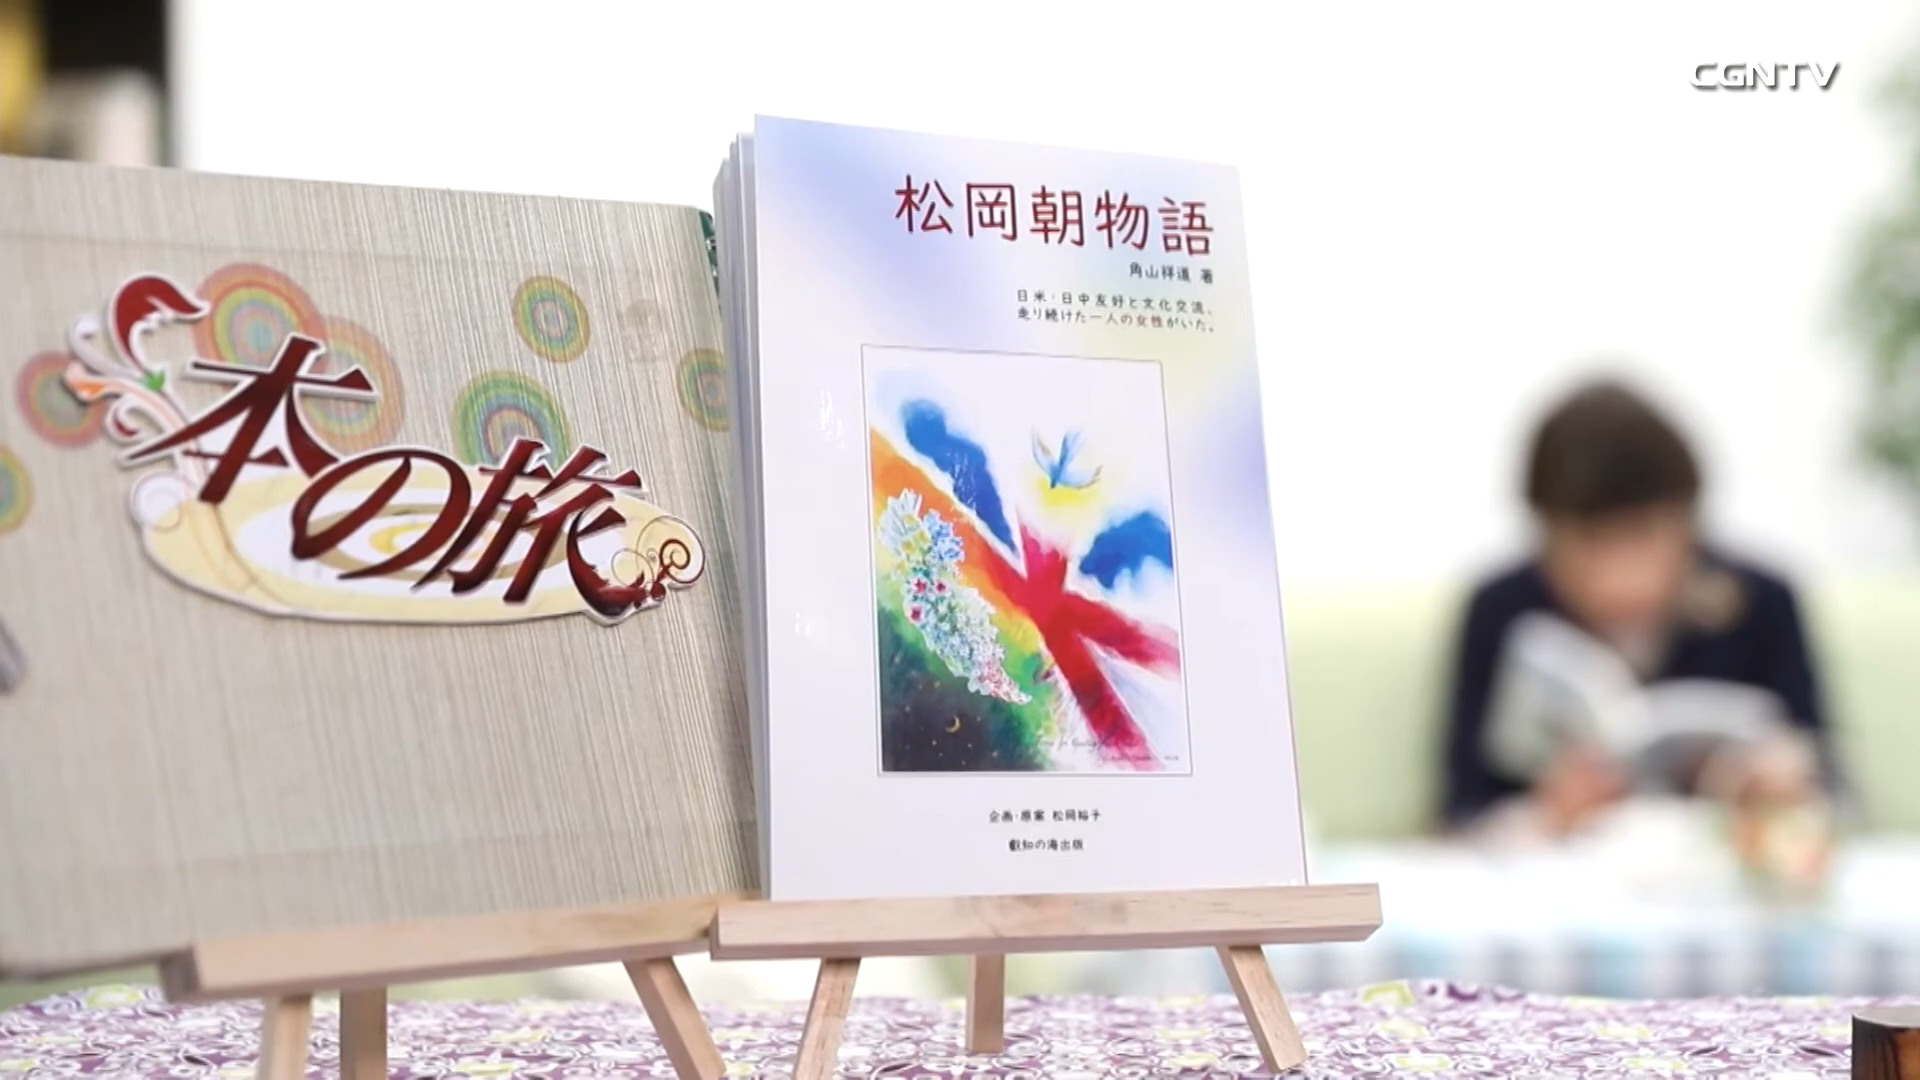 CGNTV
本の旅
松岡朝物語
角山祥道 著
日米・日中友好と文化交流、
走り続けた一人の女性がいた。
企画・原案 松岡裕子
叡知の海出版